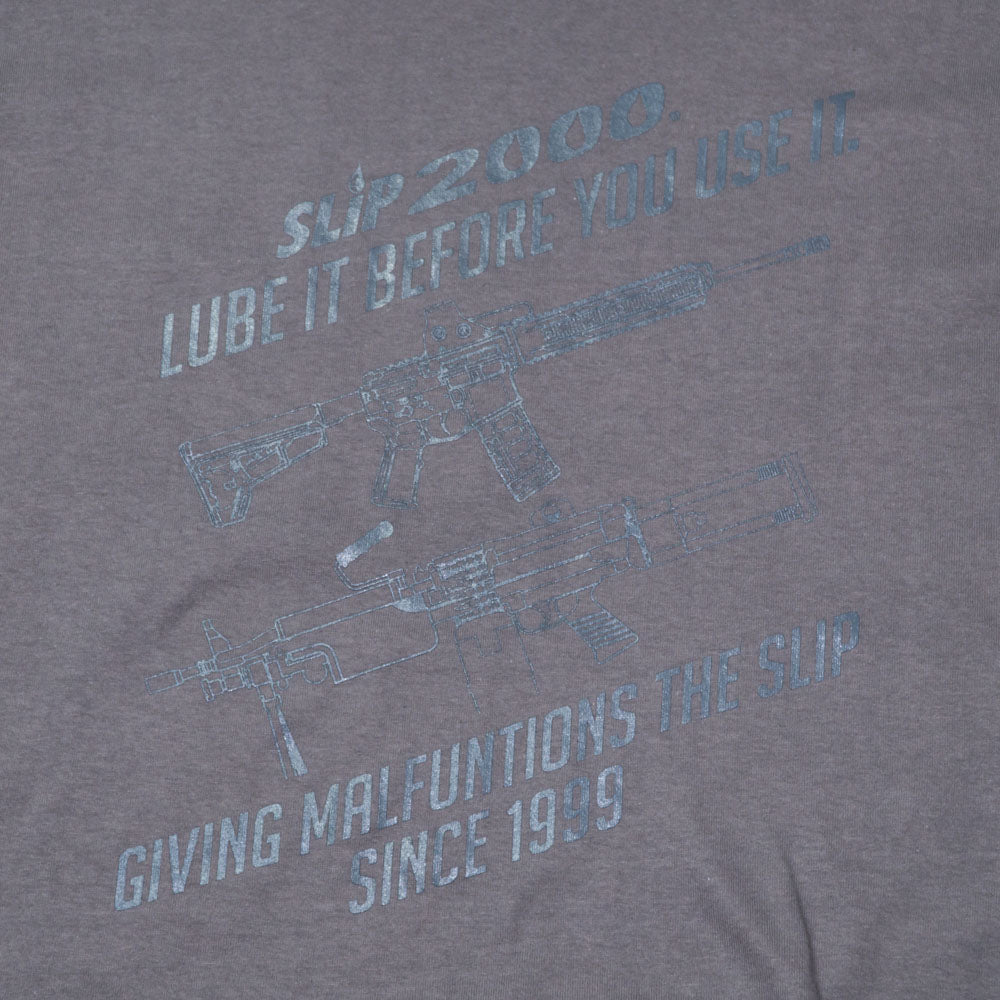 SLiP 2000.
LUBE IT BEFORE YOU USE IT.
GIVING MALFUNTIONS THE SLIP
SINCE 1999